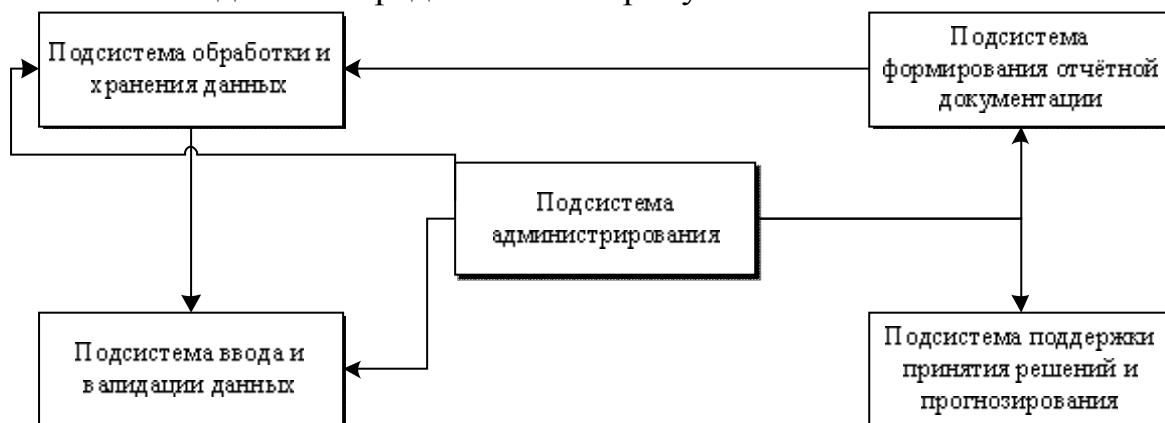 Подсистема обработки и
хранения данных
Подсистема
формирования отчётной
документации
Подсистема
администрирования
Подсистема ввода и
валидации данных
Подсистема поддержки
принятия решений и
прогнозирования